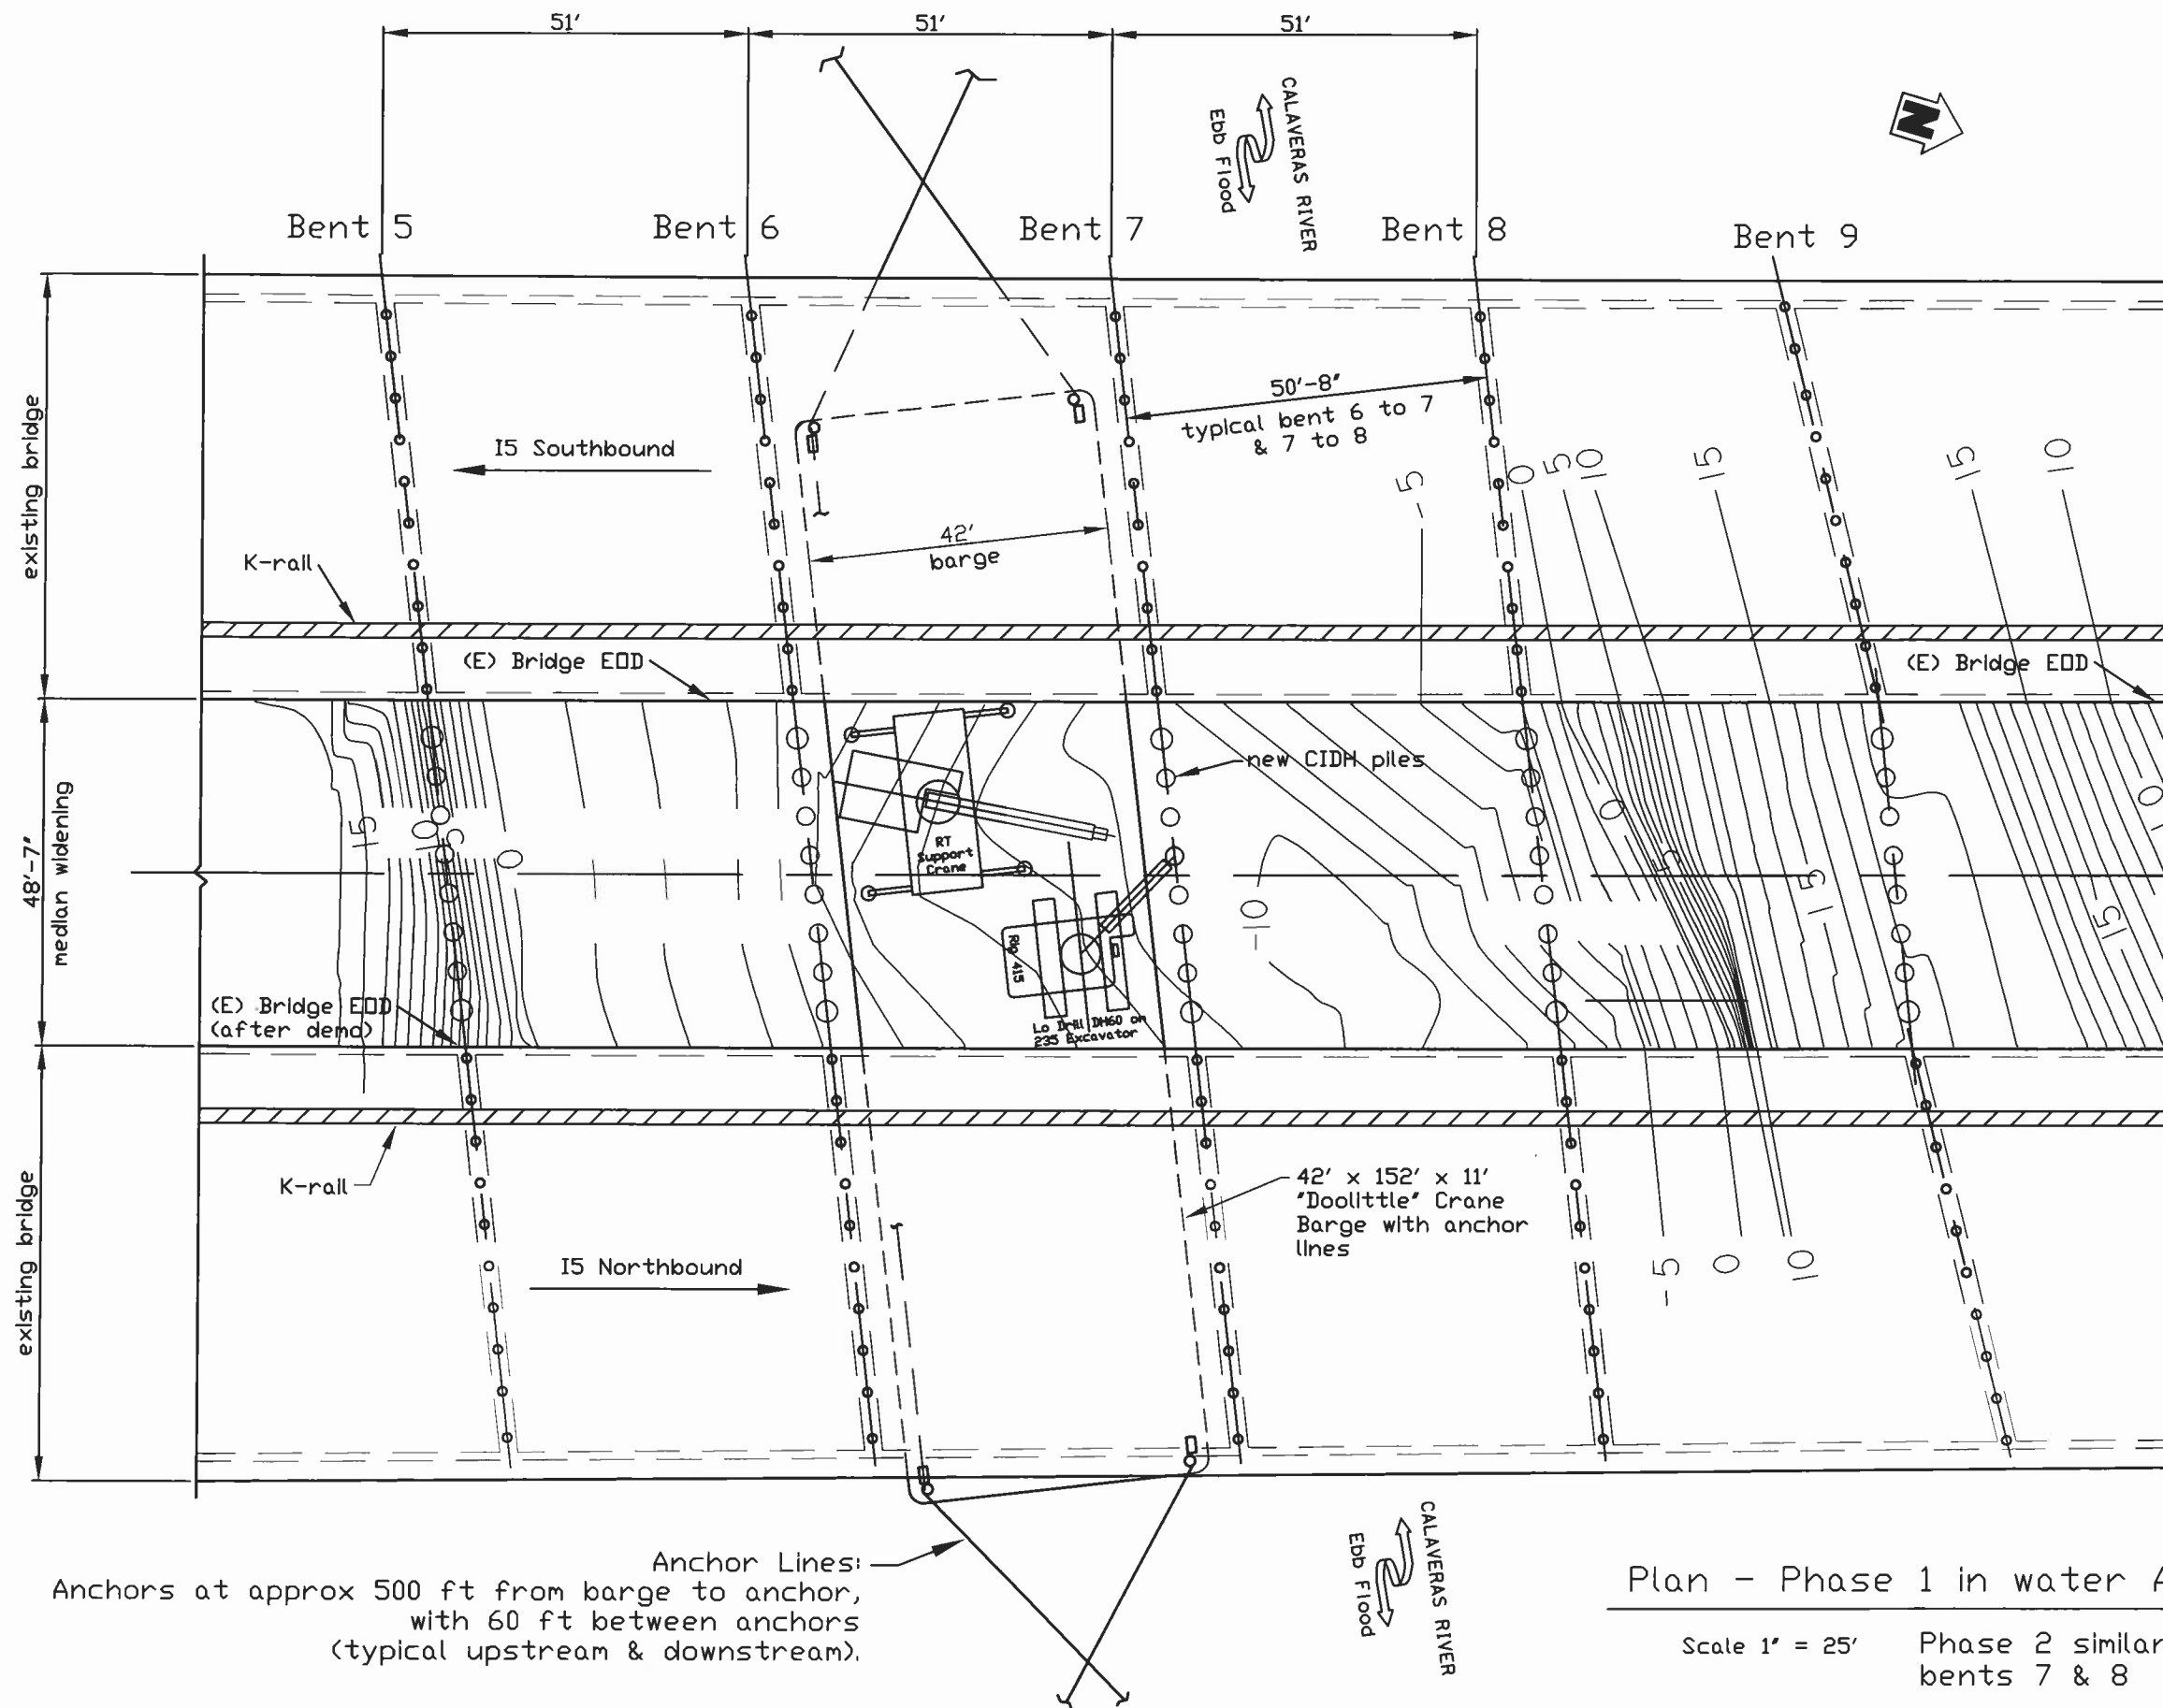 51'
51'
51'
CALAVERAS RIVER
Ebb Flood
N
Bent 5
Bent 6
Bent 7
Bent 8
Bent 9
existing bridge
I5 Southbound
50'-8"
typical bent 6 to 7
& 7 to 8
-5
0
5
10
15
15
10
42'
barge
K-rail
(E) Bridge EOD
(E) Bridge EOD
new CIDH piles
48'-7"
median widening
15
10
5
0
RT
Support
Crane
-10
0
5
15
15
0
Rig 415
Lo Drill DH60 on
235 Excavator
(E) Bridge EOD
(after demo)
K-rail
existing bridge
42' x 152' x 11'
"Doolittle" Crane
Barge with anchor
lines
I5 Northbound
-5
0
10
Anchor Lines:
Anchors at approx 500 ft from barge to anchor,
with 60 ft between anchors
(typical upstream & downstream).
CALAVERAS RIVER
Ebb Flood
Plan - Phase 1 in water A
Scale 1" = 25'
Phase 2 similar
bents 7 & 8